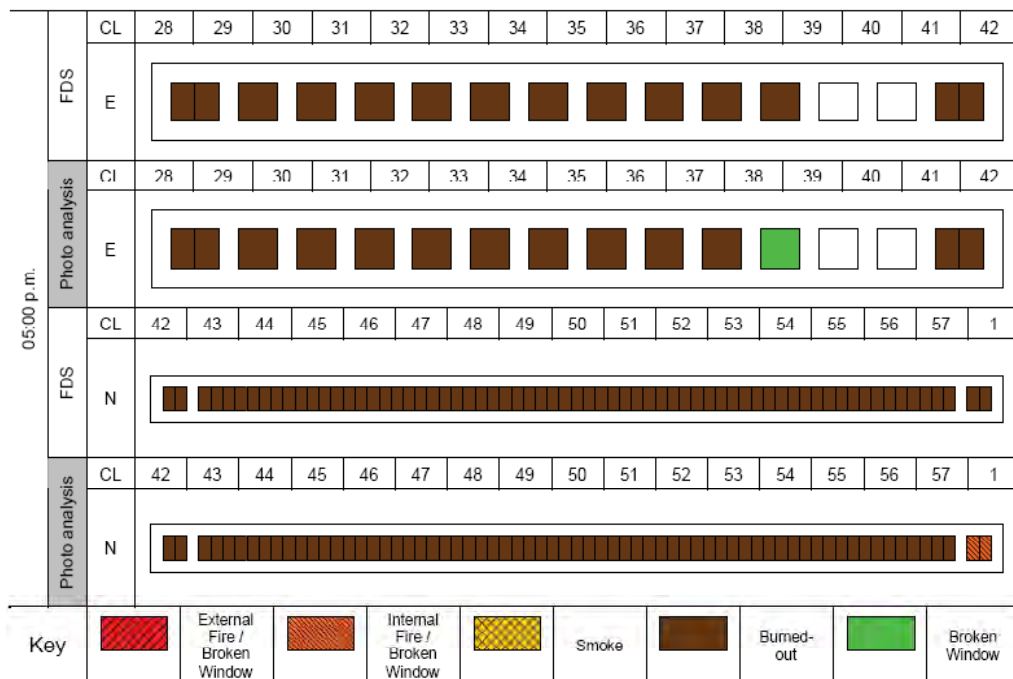 05:00 p.m.
FDS
CL 28 29 30 31 32 33 34 35 36 37 38 39 40 41 42
E
Photo analysis
CL 28 29 30 31 32 33 34 35 36 37 38 39 40 41 42
E
FDS
CL 42 43 44 45 46 47 48 49 50 51 52 53 54 55 56 57 1
N
Photo analysis
CL 42 43 44 45 46 47 48 49 50 51 52 53 54 55 56 57 1
N
Key
External
Fire /
Broken
Window
Internal
Fire /
Broken
Window
Smoke
Burned-
out
Broken
Window